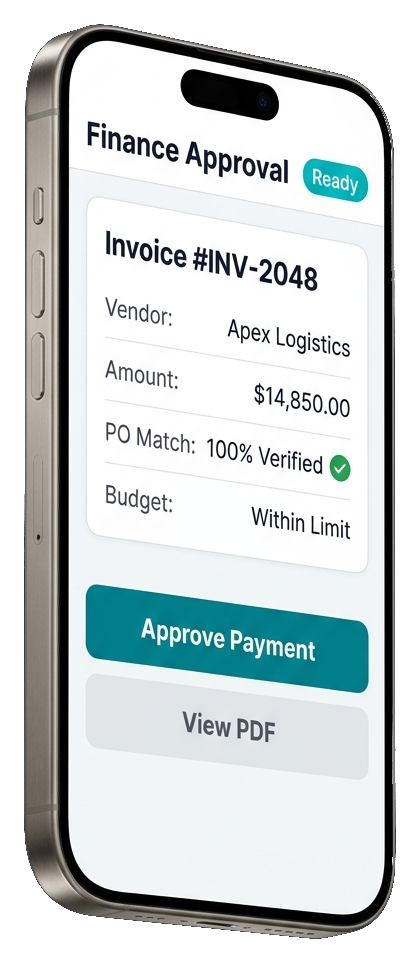 Finance Approval
Ready
Invoice #INV-2048
Vendor: Apex Logistics
Amount: $14,850.00
PO Match: 100% Verified
Budget: Within Limit
Approve Payment
View PDF